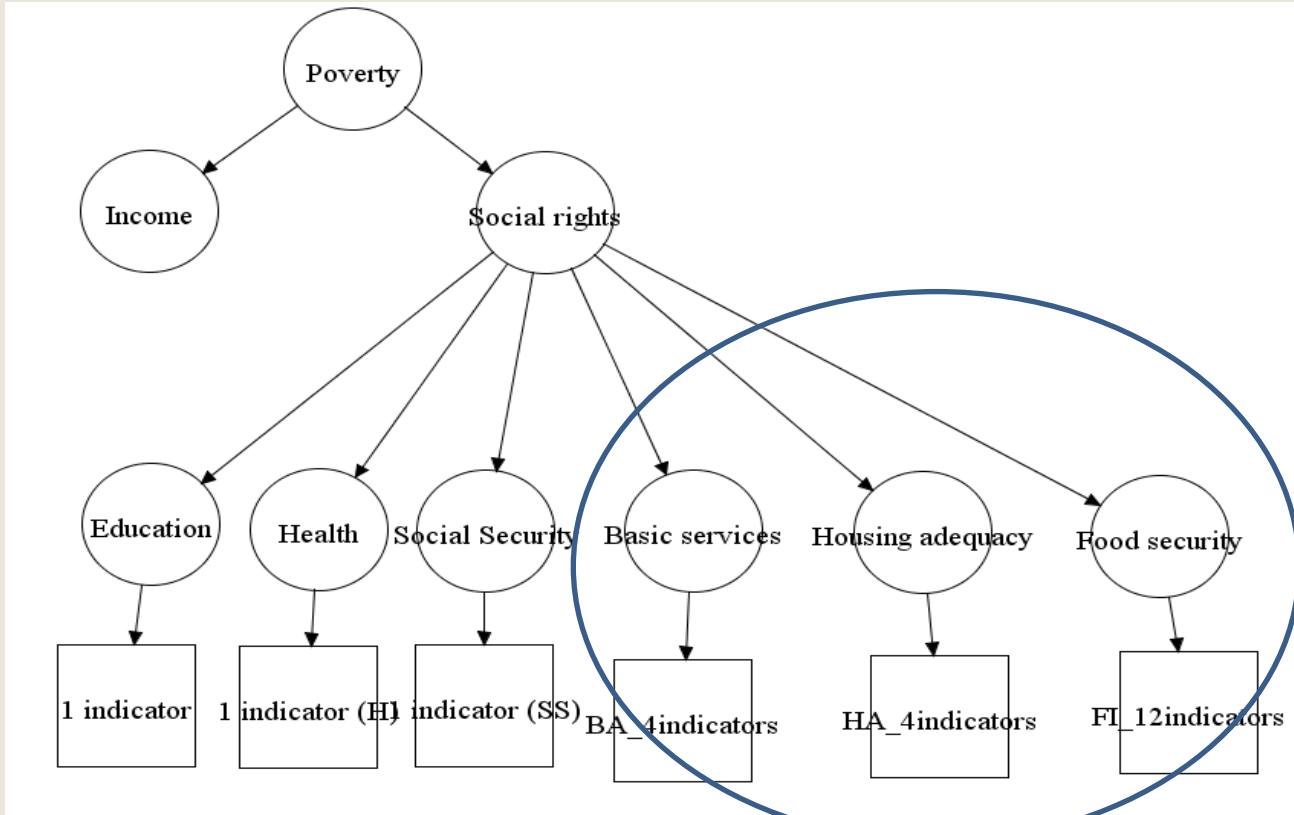 Poverty
Income
Social rights
Education
Health
Social Security
Basic services
Housing adequacy
Food security
1 indicator
1 indicator (H)
1 indicator (SS)
BA_4indicators
HA_4indicators
FI_12indicators